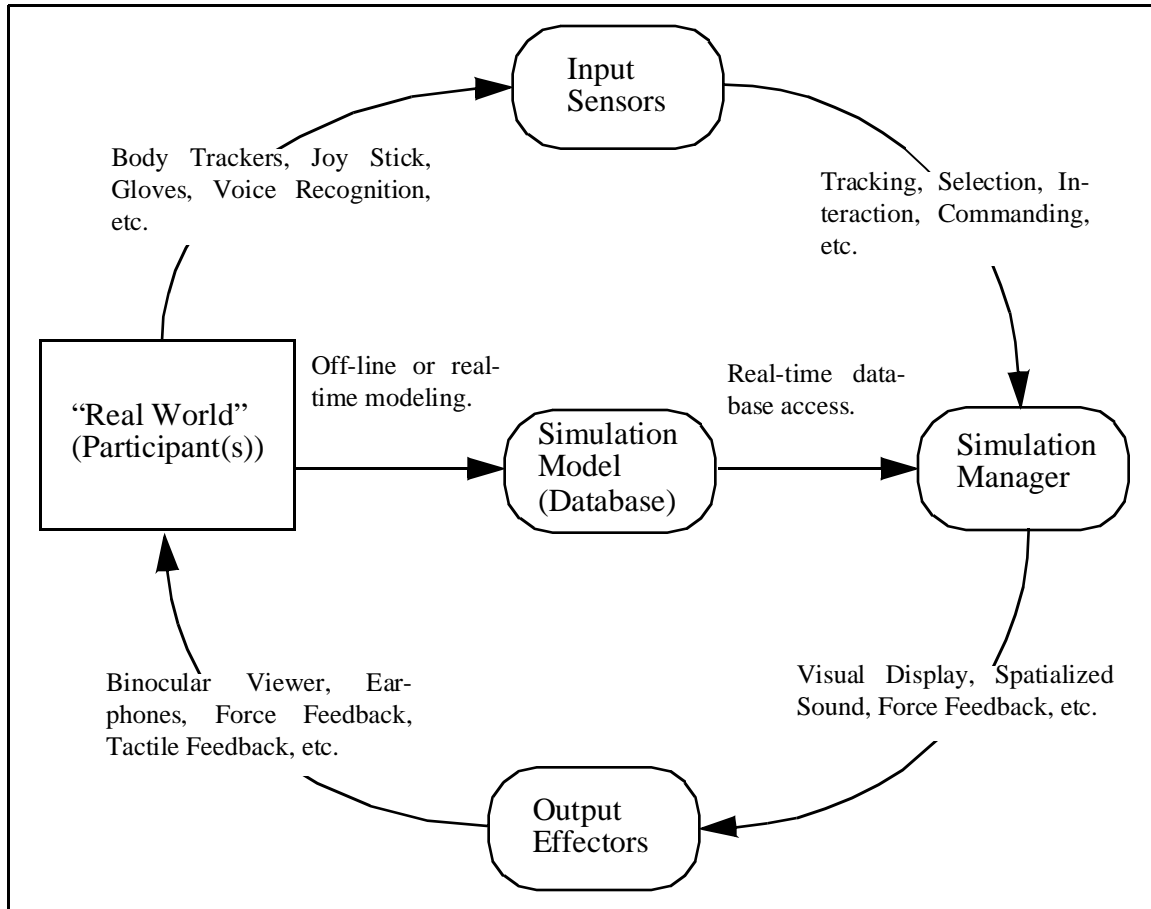 Input
Sensors
Body Trackers, Joy Stick,
Gloves, Voice Recognition,
etc.
Tracking, Selection, In-
teraction, Commanding,
etc.
“Real World”
(Participant(s))
Off-line or real-
time modeling.
Simulation
Model
(Database)
Real-time data-
base access.
Simulation
Manager
Binocular Viewer, Ear-
phones, Force Feedback,
Tactile Feedback, etc.
Visual Display, Spatialized
Sound, Force Feedback, etc.
Output
Effectors